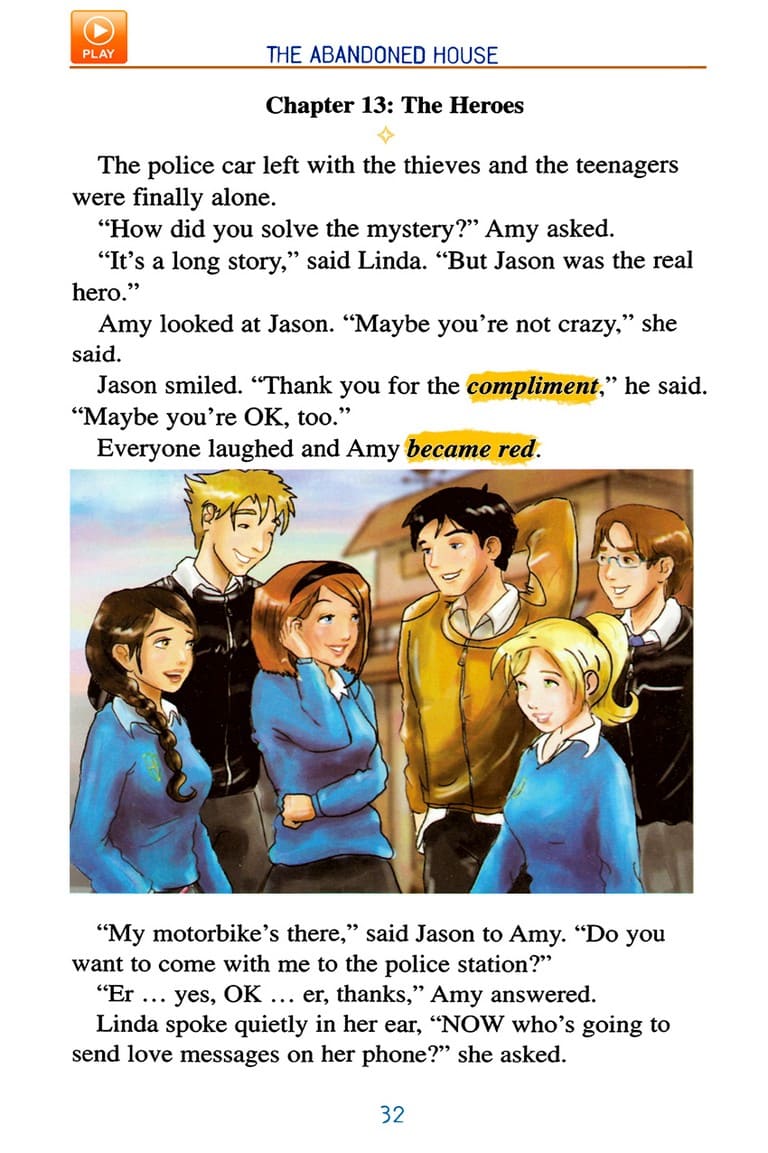 PLAY
THE ABANDONED HOUSE
Chapter 13: The Heroes
The police car left with the thieves and the teenagers
were finally alone.
“How did you solve the mystery?” Amy asked.
“It’s a long story,” said Linda. “But Jason was the real
hero.”
Amy looked at Jason. “Maybe you’re not crazy,” she
said.
Jason smiled. “Thank you for the compliment,” he said.
“Maybe you’re OK, too.”
Everyone laughed and Amy became red.
“My motorbike’s there,” said Jason to Amy. “Do you
want to come with me to the police station?”
“Er … yes, OK … er, thanks,” Amy answered.
Linda spoke quietly in her ear, “NOW who’s going to
send love messages on her phone?” she asked.
32